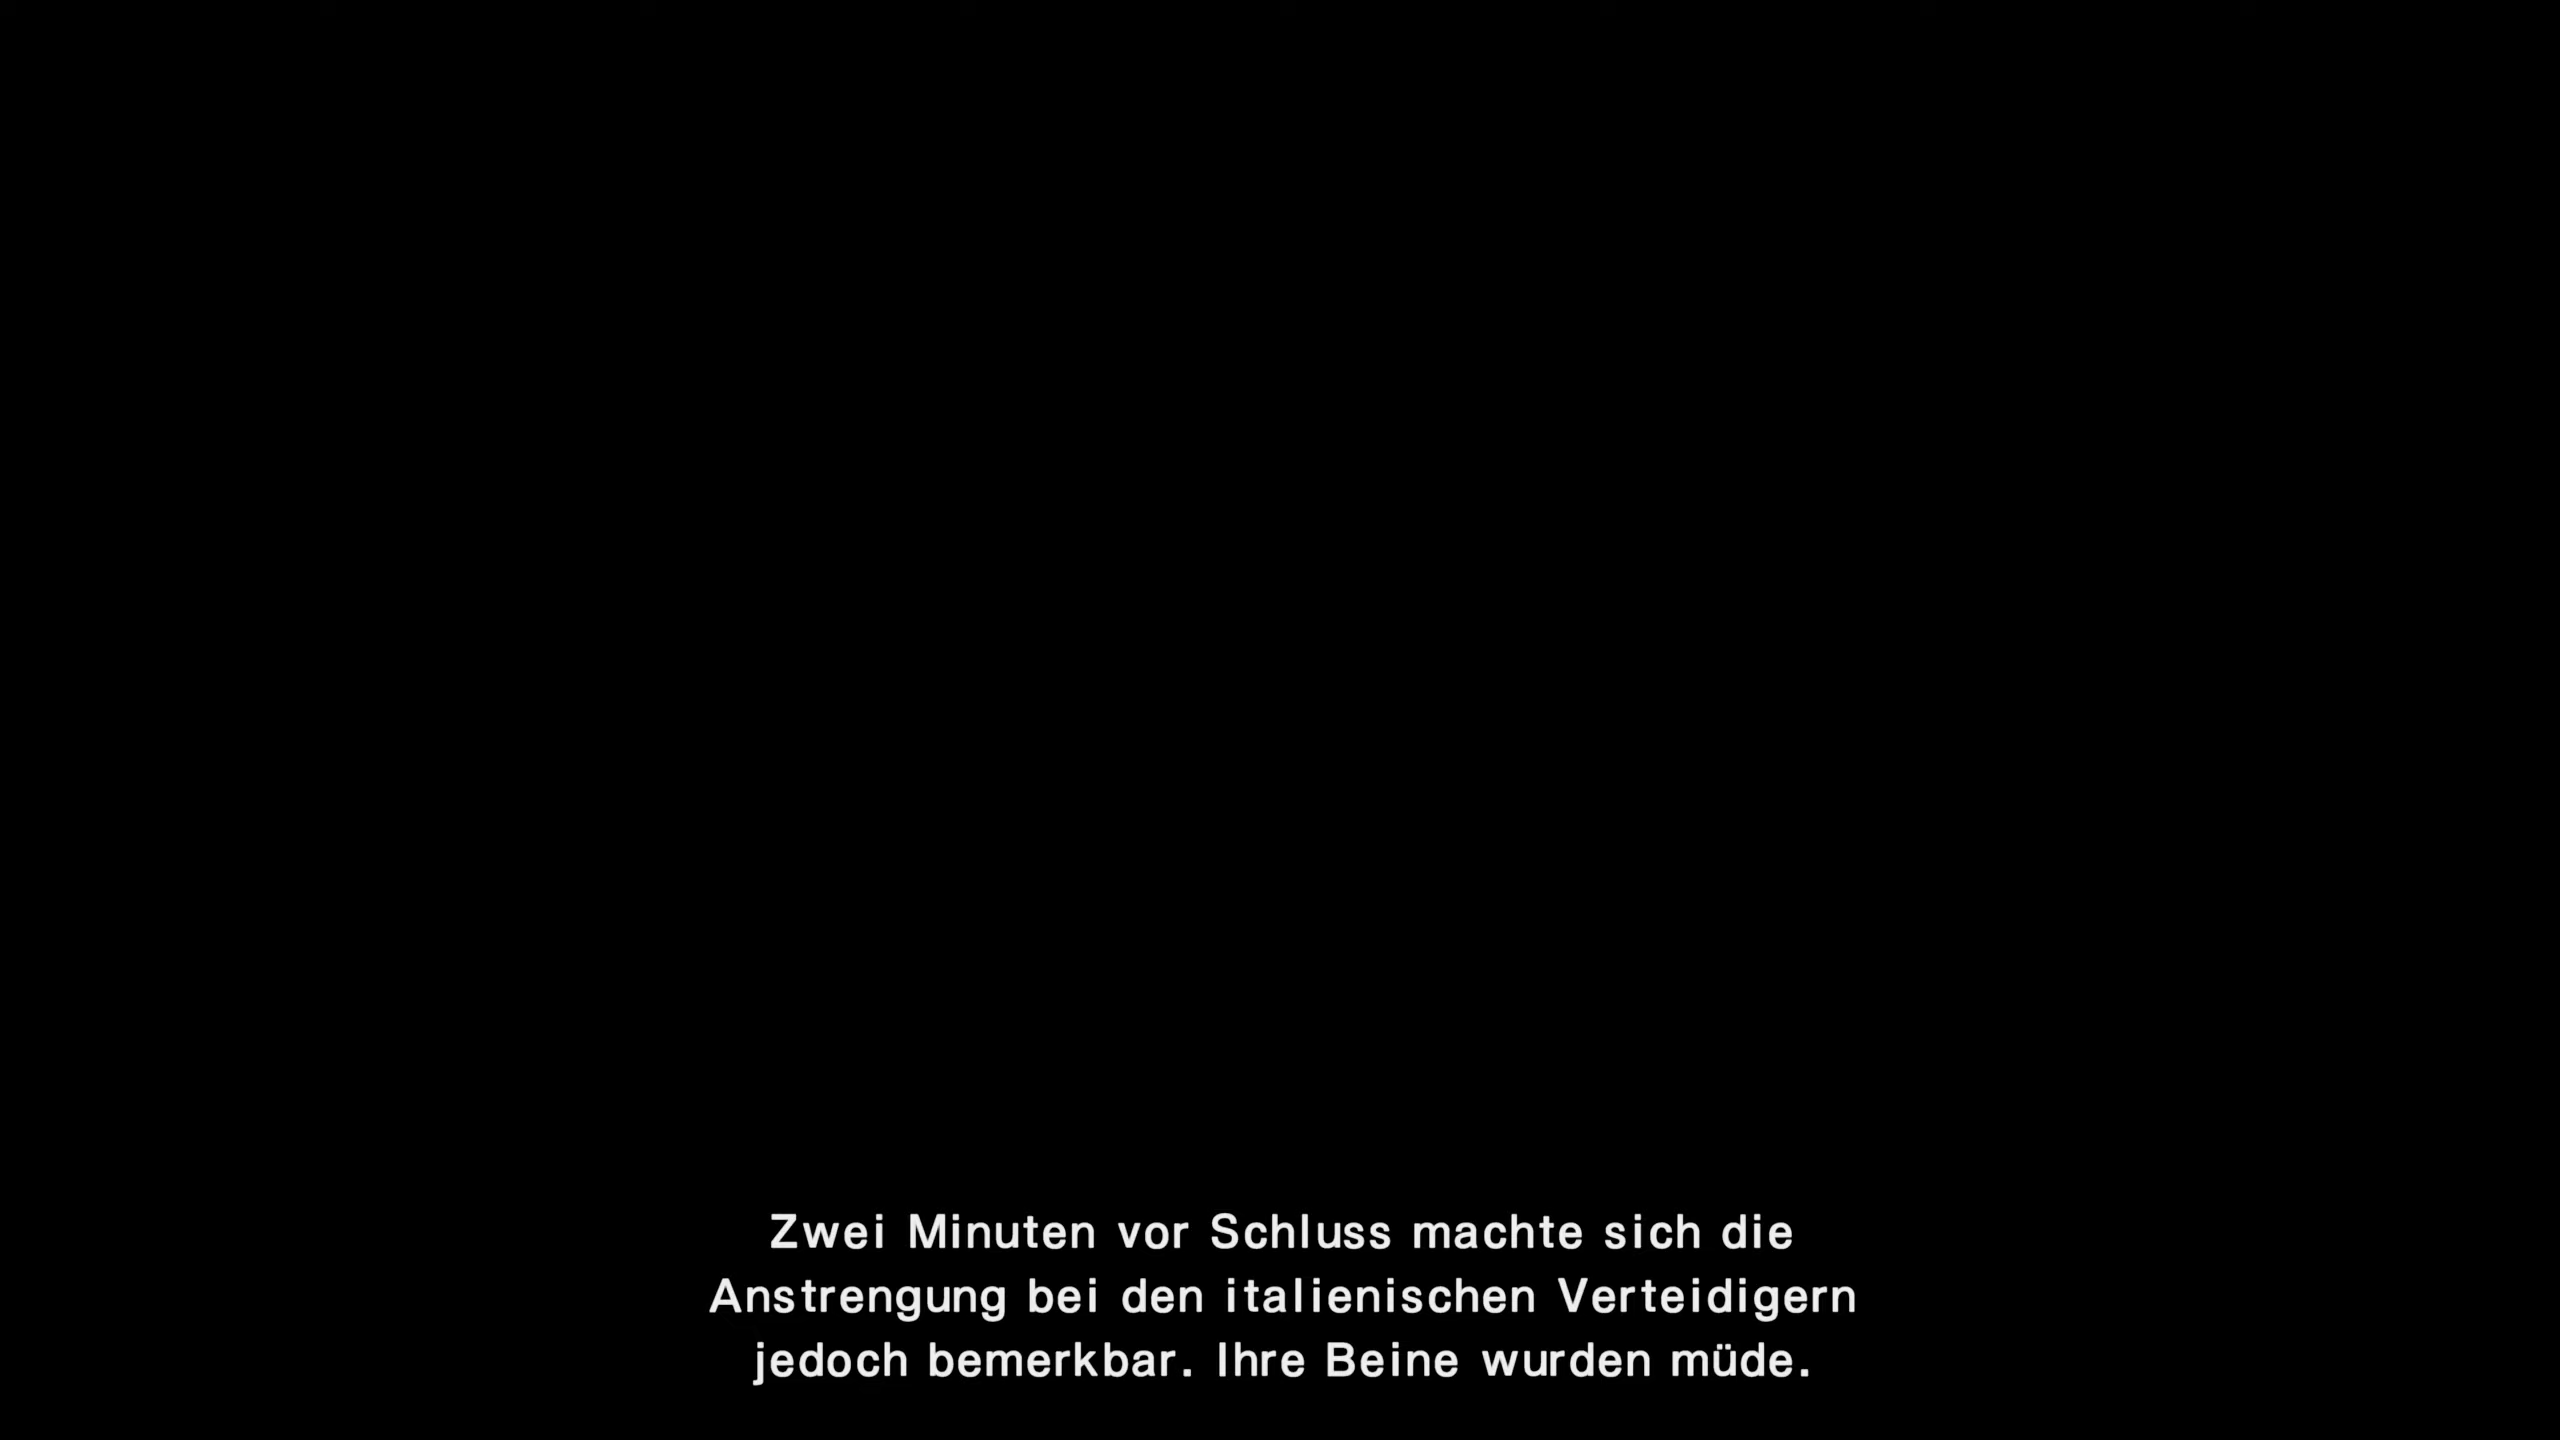 Zwei Minuten vor Schluss machte sich die
Anstrengung bei den italienischen Verteidigern
jedoch bemerkbar. Ihre Beine wurden müde.